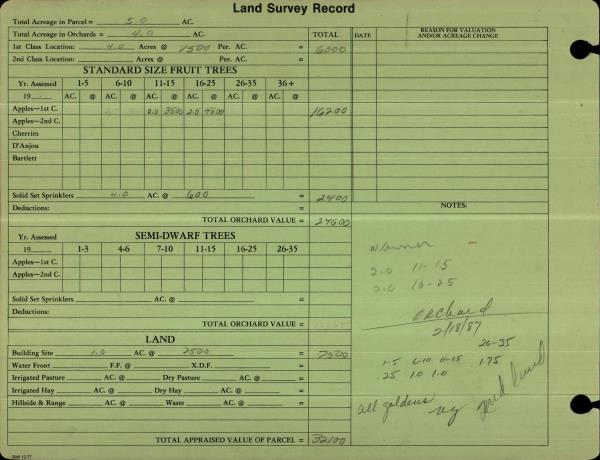 Land Survey Record
Total Acreage in Parcel = 5.0 AC.
Total Acreage in Orchards = 4.0 AC. TOTAL DATE REASON FOR VALUATION AND/OR ACREAGE CHANGE
1st Class Location: 4.0 Acres @ 1500 Per. AC. = 6000
2nd Class Location: Acres @ Per. AC. =
STANDARD SIZE FRUIT TREES
Yr. Assessed 1-5 6-10 11-15 16-25 26-35 36+
19 AC. @ AC. @ AC. @ AC. @ AC. @ AC. @
Apples—1st C. 2.0 3500 2.0 4600 16200
Apples—2nd C.
Cherries
D'Anjou
Bartlett
Solid Set Sprinklers 4.0 AC. @ 600 = 2400
Deductions: =
TOTAL ORCHARD VALUE = 24600
NOTES:
SEMI-DWARF TREES
Yr. Assessed
19 1-3 4-6 7-10 11-15 16-25 26-35
Apples—1st C.
Apples—2nd C.
Solid Set Sprinklers AC. @ =
Deductions:
TOTAL ORCHARD VALUE =
LAND
Building Site 1.0 AC. @ 7500 = 7500
Water Front F.F. @ X.D.F. =
Irrigated Pasture AC. @ Dry Pasture AC. @ =
Irrigated Hay AC. @ Dry Hay AC. @ =
Hillside & Range AC. @ Waste AC. @ =
TOTAL APPRAISED VALUE OF PARCEL = 32100
w/owner
2.0 11-15
2.0 16-25
Orchard
2/18/87
26-35
1-5 6-10 11-15 1.75
.25 10 1.0
all goldens